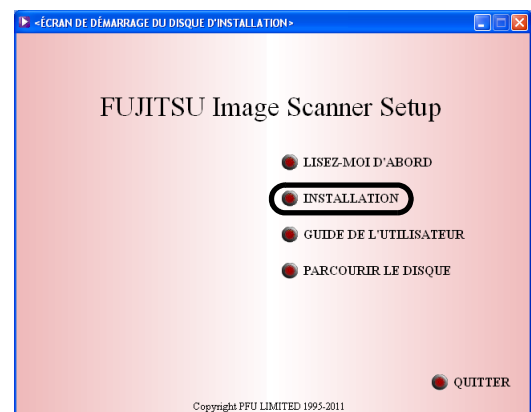 <ÉCRAN DE DÉMARRAGE DU DISQUE D'INSTALLATION>
FUJITSU Image Scanner Setup
LISEZ-MOI D'ABORD
INSTALLATION
GUIDE DE L'UTILISATEUR
PARCOURIR LE DISQUE
QUITTER
Copyright PFU LIMITED 1995-2011